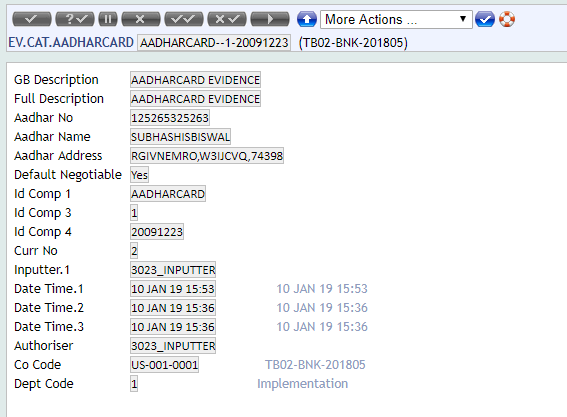 More Actions ...
EV.CAT.AADHARCARD AADHARCARD--1-20091223 (TB02-BNK-201805)
GB Description AADHARCARD EVIDENCE
Full Description AADHARCARD EVIDENCE
Aadhar No 125265325263
Aadhar Name SUBHASHISBISWAL
Aadhar Address RGIVNEMRO,W3IJCVQ,74398
Default Negotiable Yes
Id Comp 1 AADHARCARD
Id Comp 3 1
Id Comp 4 20091223
Curr No 2
Inputter.1 3023_INPUTTER
Date Time.1 10 JAN 19 15:53 10 JAN 19 15:53
Date Time.2 10 JAN 19 15:36 10 JAN 19 15:36
Date Time.3 10 JAN 19 15:36 10 JAN 19 15:36
Authoriser 3023_INPUTTER
Co Code US-001-0001 TB02-BNK-201805
Dept Code 1 Implementation